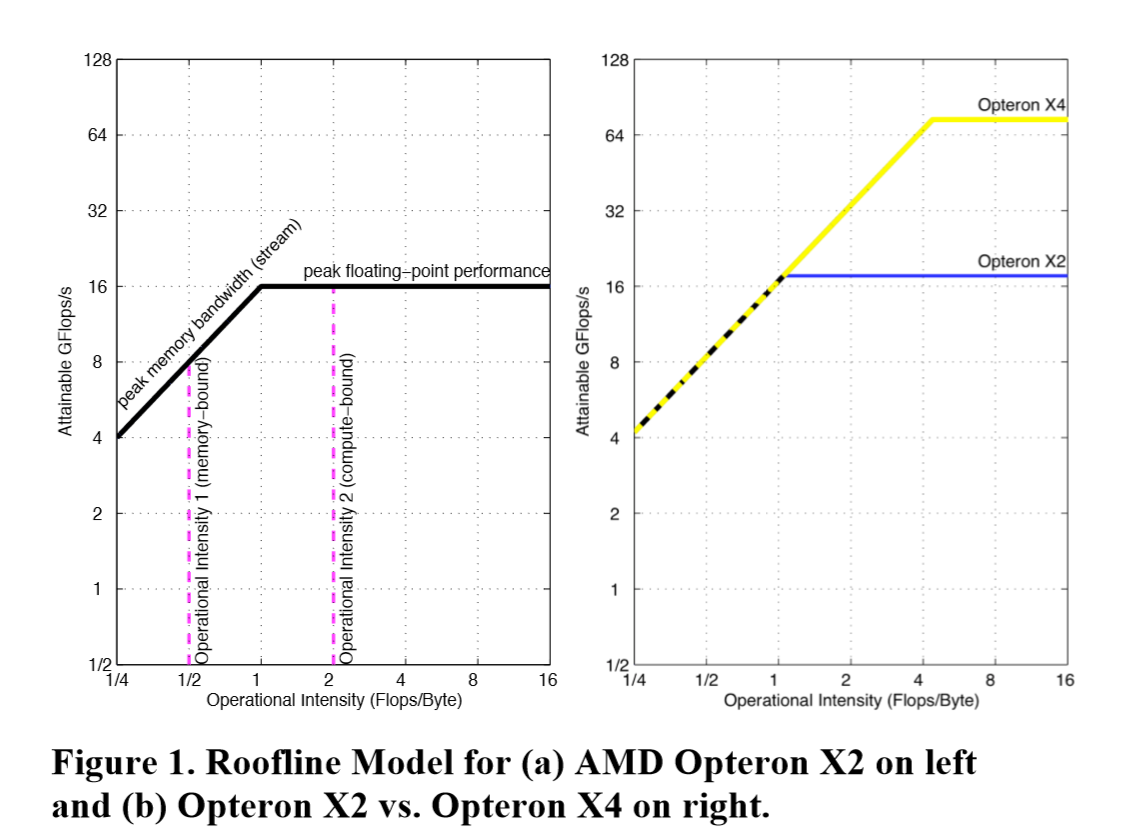 128
64
32
16
8
4
2
1
1/2
Attainable GFlops/s
peak memory bandwidth (stream)
peak floating–point performance
Operational Intensity 1 (memory–bound)
Operational Intensity 2 (compute–bound)
1/4 1/2 1 2 4 8 16
Operational Intensity (Flops/Byte)
128
64
32
16
8
4
2
1
1/2
Attainable GFlops/s
Opteron X4
Opteron X2
1/4 1/2 1 2 4 8 16
Operational Intensity (Flops/Byte)
Figure 1. Roofline Model for (a) AMD Opteron X2 on left
and (b) Opteron X2 vs. Opteron X4 on right.